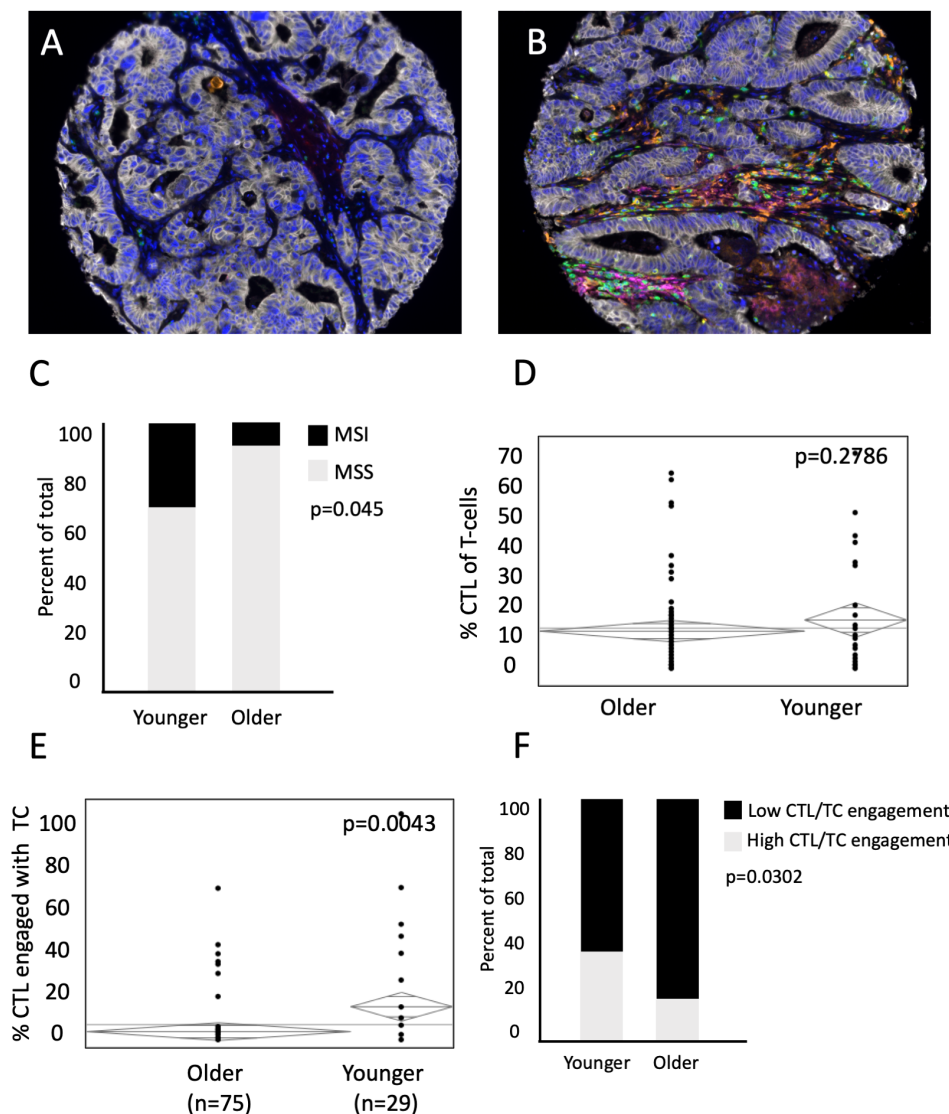 A
B
C
100
80
60
40
20
0
Percent of total
MSI
MSS
p=0.045
Younger
Older
D
70
60
50
40
30
20
10
0
% CTL of T-cells
p=0.2786
Older
Younger
E
100
80
60
40
20
0
% CTL engaged with TC
p=0.0043
Older
(n=75)
Younger
(n=29)
F
100
80
60
40
20
0
Percent of total
Low CTL/TC engagement
High CTL/TC engagement
p=0.0302
Younger
Older